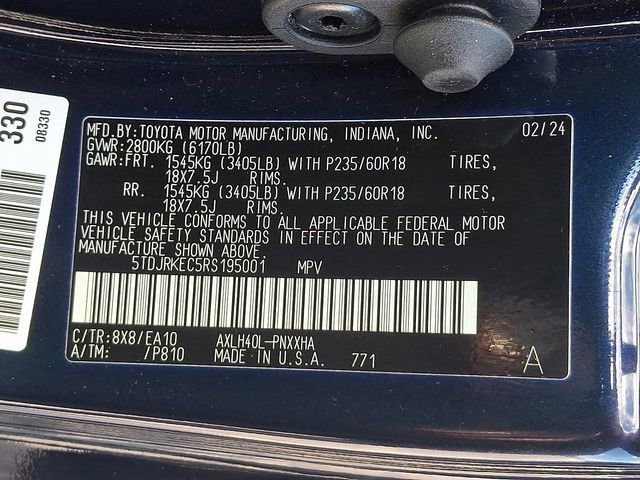 330
08330
MFD.BY:TOYOTA MOTOR MANUFACTURING, INDIANA, INC. 02/24
GVWR:2800KG (6170LB)
GAWR:FRT. 1545KG (3405LB) WITH P235/60R18 TIRES,
18X7.5J RIMS.
RR. 1545KG (3405LB) WITH P235/60R18 TIRES,
18X7.5J RIMS.
THIS VEHICLE CONFORMS TO ALL APPLICABLE FEDERAL MOTOR
VEHICLE SAFETY STANDARDS IN EFFECT ON THE DATE OF
MANUFACTURE SHOWN ABOVE.
5TDJRKEC5RS195001 MPV
C/TR:8X8/EA10 AXLH40L-PNXXHA
A/TM: /P810 MADE IN U.S.A. 771 A